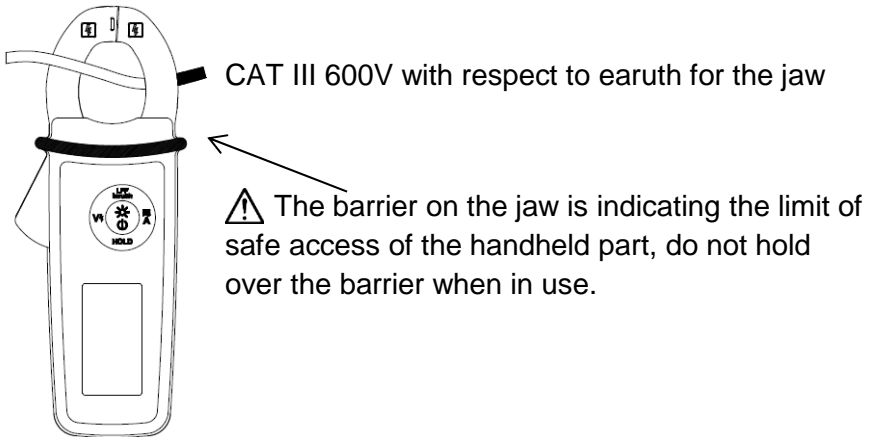 CAT III 600V with respect to earuth for the jaw
The barrier on the jaw is indicating the limit of
safe access of the handheld part, do not hold
over the barrier when in use.
LPF
V
A
HOLD